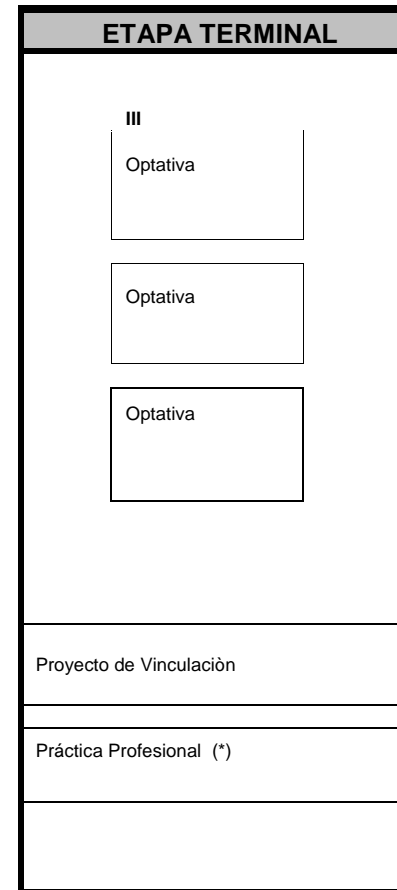 ETAPA TERMINAL
III
Optativa
Optativa
Optativa
Proyecto de Vinculaciòn
Práctica Profesional (*)